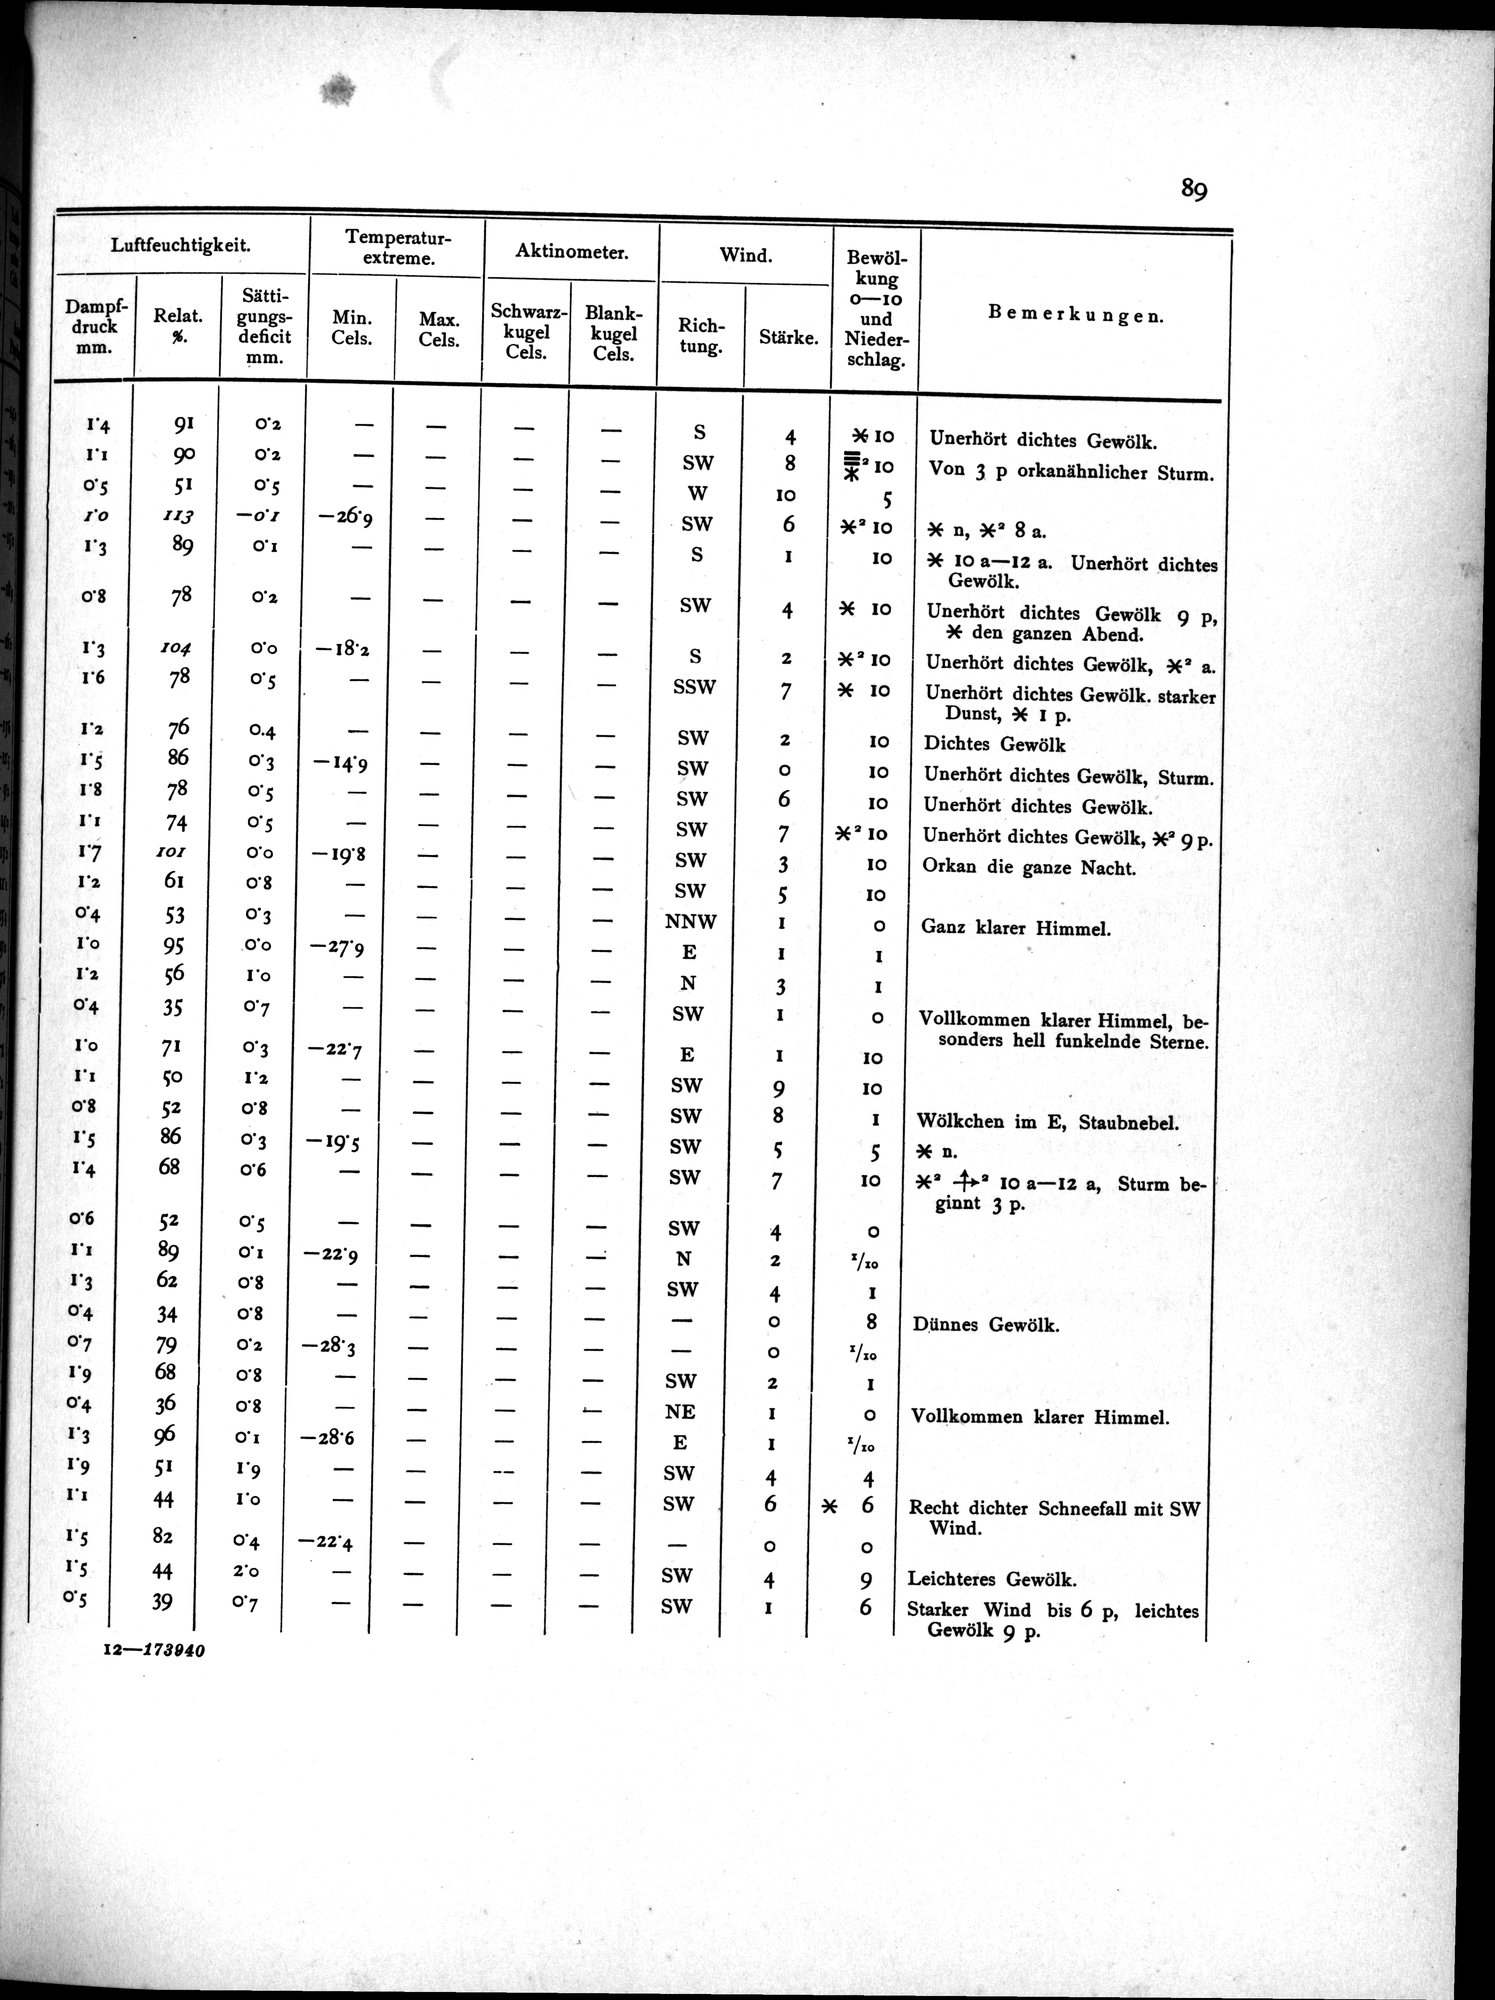 89
Luftfeuchtigkeit. Temperatur-extreme. Aktinometer. Wind. Bewöl-kung 0—10 und Nieder-schlag. Bemerkungen.
Dampf-druck mm. Relat. %. Sätti-gungs-deficit mm. Min. Cels. Max. Cels. Schwarz-kugel Cels. Blank-kugel Cels. Rich-tung. Stärke.
1·4 91 0·2 — — — — S 4 ⚹ 10 Unerhört dichtes Gewölk.
1·1 90 0·2 — — — — SW 8 ≡⚹² 10 Von 3 p orkanähnlicher Sturm.
0·5 51 0·5 — — — — W 10 5
1·0 113 —0·1 —26·9 — — — SW 6 ⚹² 10 ⚹ n, ⚹² 8 a.
1·3 89 0·1 — — — — S 1 10 ⚹ 10 a—12 a. Unerhört dichtes
Gewölk.
0·8 78 0·2 — — — — SW 4 ⚹ 10 Unerhört dichtes Gewölk 9 p,
⚹ den ganzen Abend.
1·3 104 0·0 —18·2 — — — S 2 ⚹² 10 Unerhört dichtes Gewölk, ⚹² a.
1·6 78 0·5 — — — — SSW 7 ⚹ 10 Unerhört dichtes Gewölk. starker
Dunst, ⚹ 1 p.
1·2 76 0.4 — — — — SW 2 10 Dichtes Gewölk
1·5 86 0·3 —14·9 — — — SW 0 10 Unerhört dichtes Gewölk, Sturm.
1·8 78 0·5 — — — — SW 6 10 Unerhört dichtes Gewölk.
1·1 74 0·5 — — — — SW 7 ⚹² 10 Unerhört dichtes Gewölk, ⚹² 9 p.
1·7 101 0·0 —19·8 — — — SW 3 10 Orkan die ganze Nacht.
1·2 61 0·8 — — — — SW 5 10
0·4 53 0·3 — — — — NNW 1 0 Ganz klarer Himmel.
1·0 95 0·0 —27·9 — — — E 1 1
1·2 56 1·0 — — — — N 3 1
0·4 35 0·7 — — — — SW 1 0 Vollkommen klarer Himmel, be-
sonders hell funkelnde Sterne.
1·0 71 0·3 —22·7 — — — E 1 10
1·1 50 1·2 — — — — SW 9 10
0·8 52 0·8 — — — — SW 8 1 Wölkchen im E, Staubnebel.
1·5 86 0·3 —19·5 — — — SW 5 5 ⚹ n.
1·4 68 0·6 — — — — SW 7 10 ⚹² ² 10 a—12 a, Sturm be-
ginnt 3 p.
0·6 52 0·5 — — — — SW 4 0
1·1 89 0·1 —22·9 — — — N 2 1/10
1·3 62 0·8 — — — — SW 4 1
0·4 34 0·8 — — — — — 0 8 Dünnes Gewölk.
0·7 79 0·2 —28·3 — — — — 0 1/10
1·9 68 0·8 — — — — SW 2 1
0·4 36 0·8 — — — — NE 1 0 Vollkommen klarer Himmel.
1·3 96 0·1 —28·6 — — — E 1 1/10
1·9 51 1·9 — — — — SW 4 4
1·1 44 1·0 — — — — SW 6 ⚹ 6 Recht dichter Schneefall mit SW
Wind.
1·5 82 0·4 —22·4 — — — — 0 0
1·5 44 2·0 — — — — SW 4 9 Leichteres Gewölk.
0·5 39 0·7 — — — — SW 1 6 Starker Wind bis 6 p, leichtes
Gewölk 9 p.
12—173940